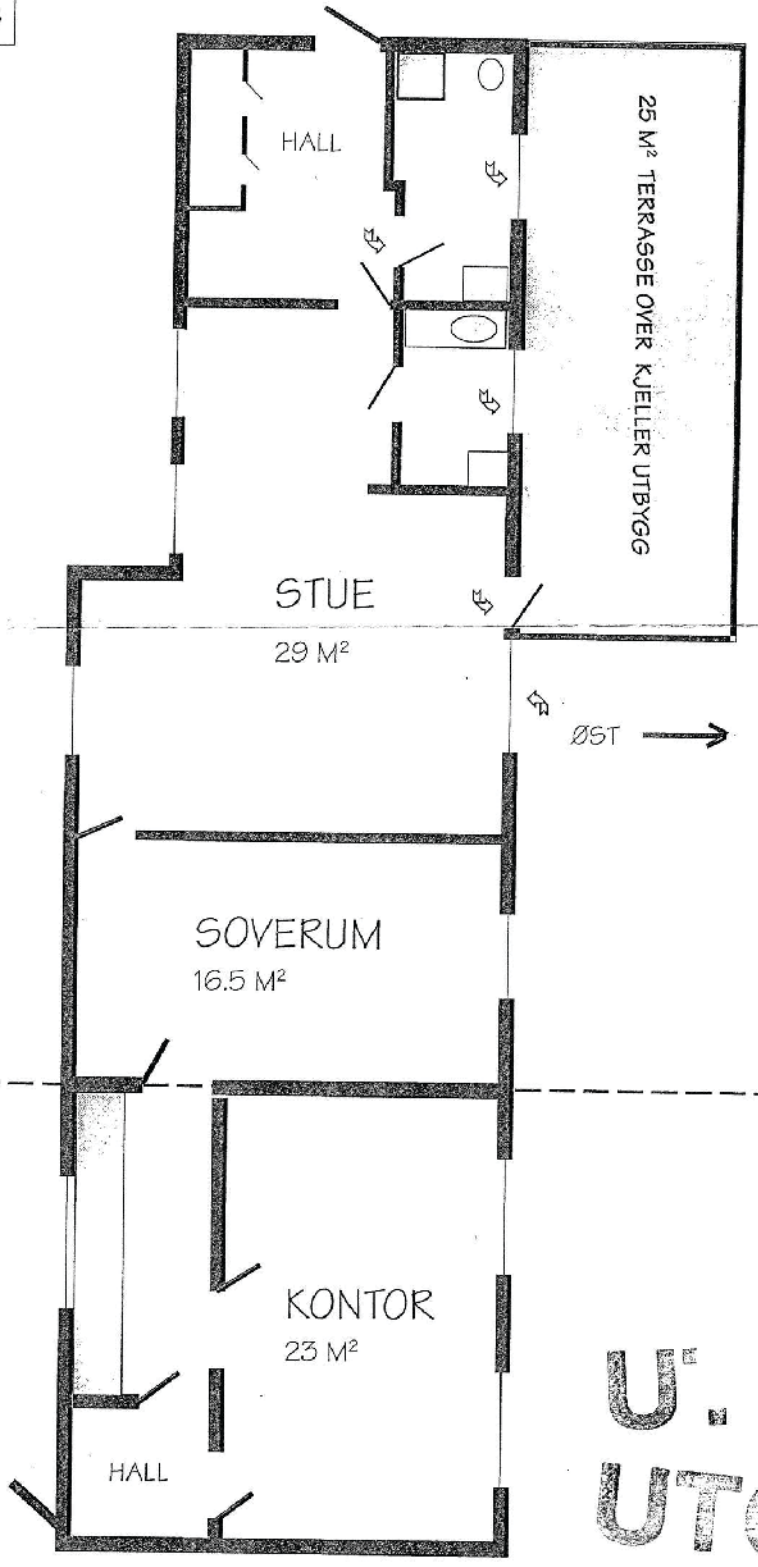 HALL
25 M² TERRASSE OVER KJELLER UTBYGG
STUE
29 M²
ØST
SOVERUM
16.5 M²
KONTOR
23 M²
HALL